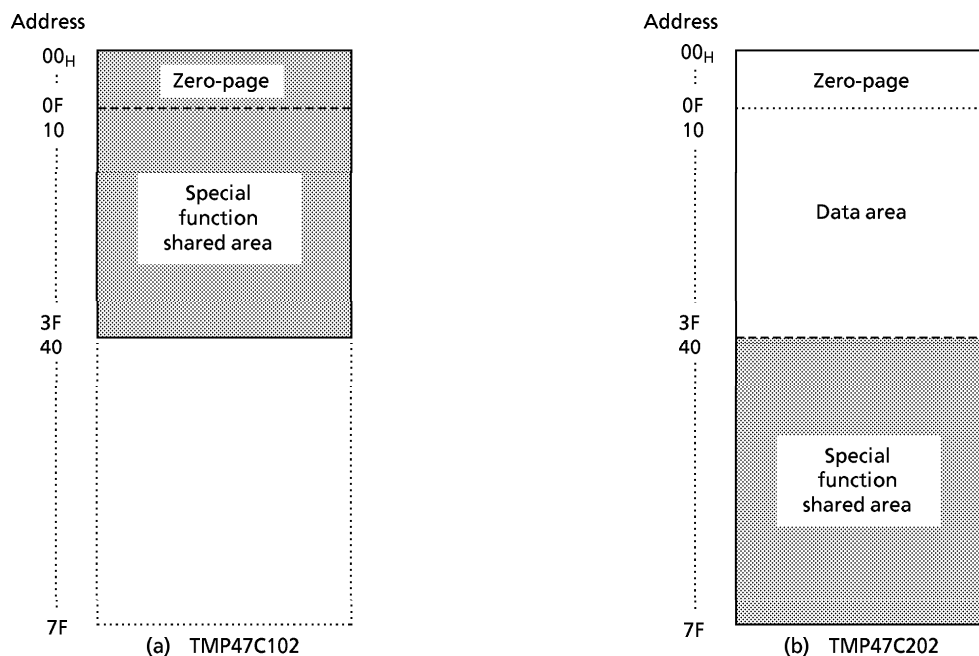 Address
00H
Zero-page
0F
10
Special
function
shared area
3F
40
7F
(a) TMP47C102
Address
00H
Zero-page
0F
10
Data area
3F
40
Special
function
shared area
7F
(b) TMP47C202